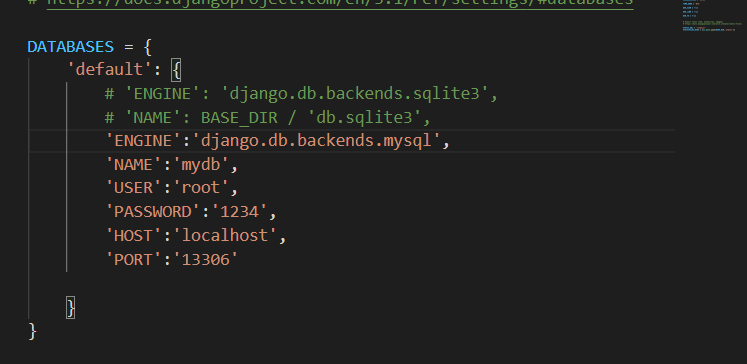 # https://docs.djangoproject.com/en/3.1/ref/settings/#databases
DATABASES = {
'default': {
# 'ENGINE': 'django.db.backends.sqlite3',
# 'NAME': BASE_DIR / 'db.sqlite3',
'ENGINE':'django.db.backends.mysql',
'NAME':'mydb',
'USER':'root',
'PASSWORD':'1234',
'HOST':'localhost',
'PORT':'13306'
}
}